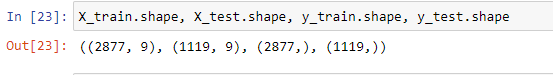 In [23]: X_train.shape, X_test.shape, y_train.shape, y_test.shape
Out[23]: ((2877, 9), (1119, 9), (2877,), (1119,))